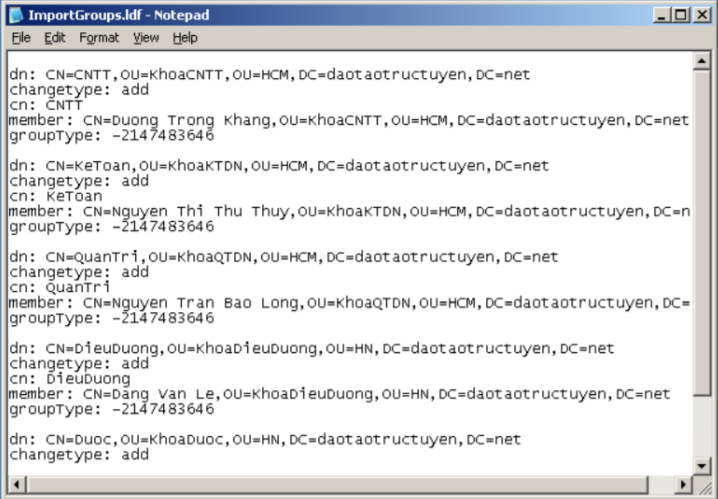 ImportGroups.ldf - Notepad
File Edit Format View Help
dn: CN=CNTT,OU=KhoaCNTT,OU=HCM,DC=daotaotructuyen,DC=net
changetype: add
cn: CNTT
member: CN=Duong Trong Khang,OU=KhoaCNTT,OU=HCM,DC=daotaotructuyen,DC=net
groupType: -2147483646
dn: CN=KeToan,OU=KhoaKTDN,OU=HCM,DC=daotaotructuyen,DC=net
changetype: add
cn: KeToan
member: CN=Nguyen Thi Thu Thuy,OU=KhoaKTDN,OU=HCM,DC=daotaotructuyen,DC=n
groupType: -2147483646
dn: CN=QuanTri,OU=KhoaQTDN,OU=HCM,DC=daotaotructuyen,DC=net
changetype: add
cn: QuanTri
member: CN=Nguyen Tran Bao Long,OU=KhoaQTDN,OU=HCM,DC=daotaotructuyen,DC=
groupType: -2147483646
dn: CN=DieuDuong,OU=KhoaDieuDuong,OU=HN,DC=daotaotructuyen,DC=net
changetype: add
cn: DieuDuong
member: CN=Dang Van Le,OU=KhoaDieuDuong,OU=HN,DC=daotaotructuyen,DC=net
groupType: -2147483646
dn: CN=Duoc,OU=KhoaDuoc,OU=HN,DC=daotaotructuyen,DC=net
changetype: add